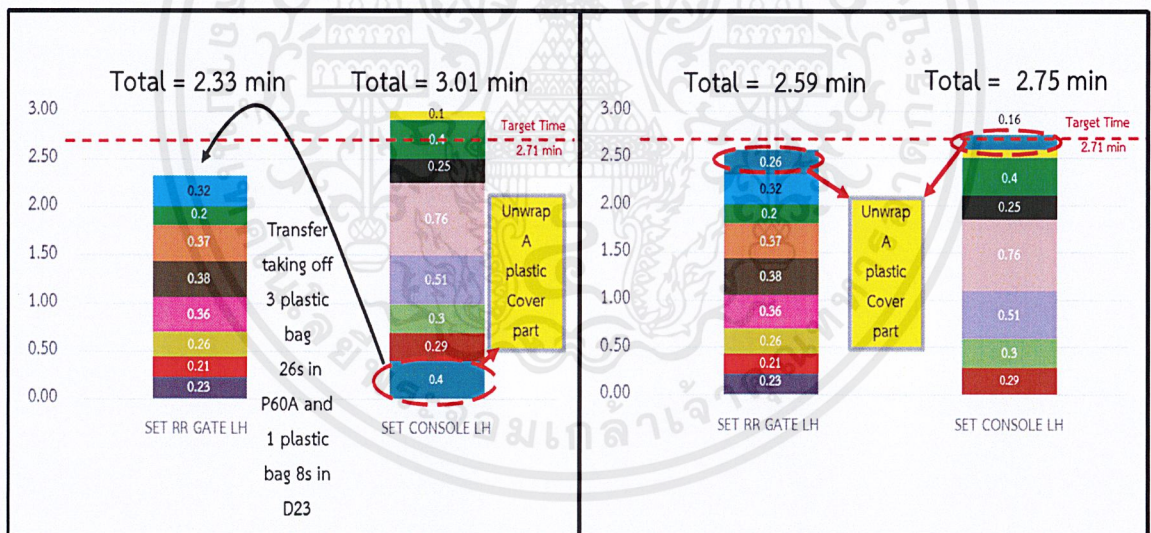 Total = 2.33 min
Total = 3.01 min
3.00
2.50
2.00
1.50
1.00
0.50
0.00
Target Time
2.71 min
0.32
0.2
0.37
0.38
0.36
0.26
0.21
0.23
SET RR GATE LH
Transfer
taking off
3 plastic
bag
26s in
P60A and
1 plastic
bag 8s in
D23
0.1
0.4
0.25
0.76
0.51
0.3
0.29
0.4
SET CONSOLE LH
Unwrap
A
plastic
Cover
part
Total = 2.59 min
Total = 2.75 min
3.00
2.50
2.00
1.50
1.00
0.50
0.00
Target Time
2.71 min
0.26
0.32
0.2
0.37
0.38
0.36
0.26
0.21
0.23
SET RR GATE LH
Unwrap
A
plastic
Cover
part
0.16
0.4
0.25
0.76
0.51
0.3
0.29
SET CONSOLE LH